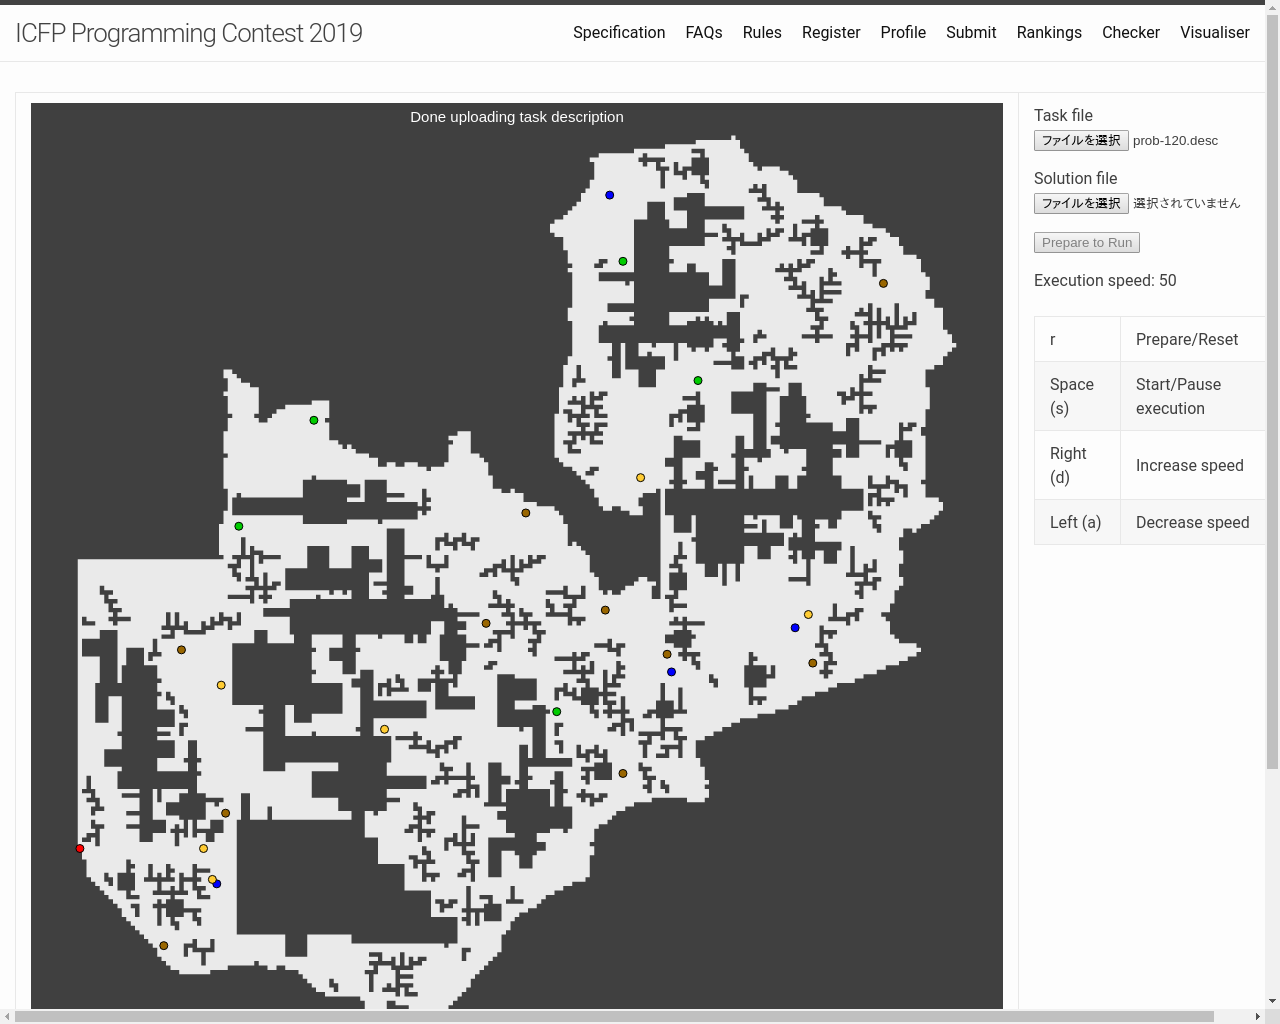 ICFP Programming Contest 2019
Specification FAQs Rules Register Profile Submit Rankings Checker Visualiser
Done uploading task description
Task file
ファイルを選択 prob-120.desc
Solution file
ファイルを選択 選択されていません
Prepare to Run
Execution speed: 50
r Prepare/Reset
Space (s) Start/Pause execution
Right (d) Increase speed
Left (a) Decrease speed